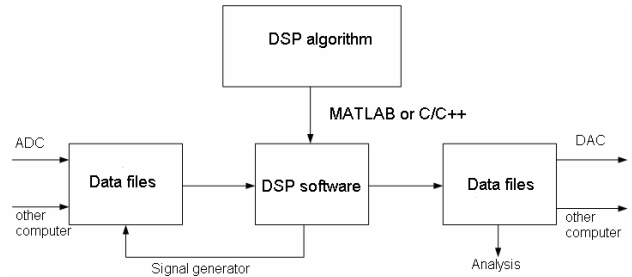 DSP algorithm
MATLAB or C/C++
ADC
DAC
Data files
DSP software
Data files
other
computer
other
computer
Signal generator
Analysis